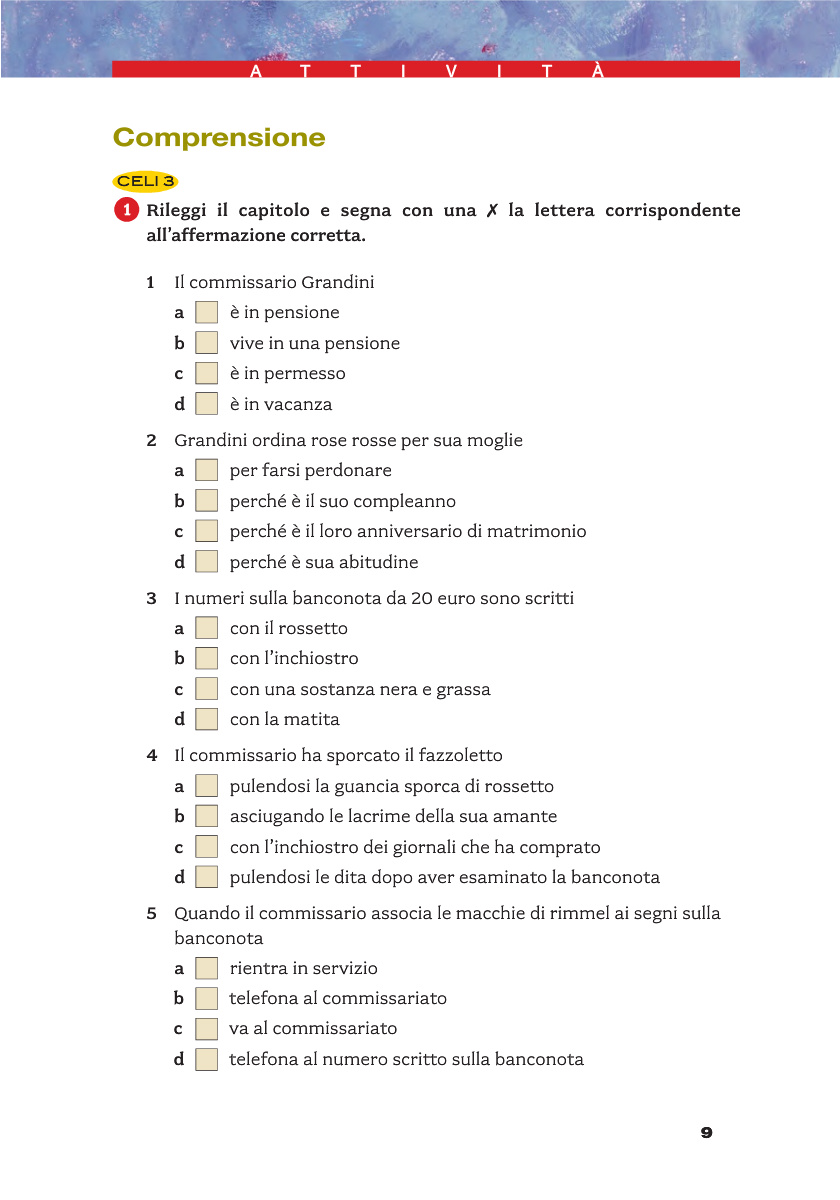 ATTIVITÀ
Comprensione
CELI 3
1 Rileggi il capitolo e segna con una ✗ la lettera corrispondente
all'affermazione corretta.
1 Il commissario Grandini
a è in pensione
b vive in una pensione
c è in permesso
d è in vacanza
2 Grandini ordina rose rosse per sua moglie
a per farsi perdonare
b perché è il suo compleanno
c perché è il loro anniversario di matrimonio
d perché è sua abitudine
3 I numeri sulla banconota da 20 euro sono scritti
a con il rossetto
b con l'inchiostro
c con una sostanza nera e grassa
d con la matita
4 Il commissario ha sporcato il fazzoletto
a pulendosi la guancia sporca di rossetto
b asciugando le lacrime della sua amante
c con l'inchiostro dei giornali che ha comprato
d pulendosi le dita dopo aver esaminato la banconota
5 Quando il commissario associa le macchie di rimmel ai segni sulla
banconota
a rientra in servizio
b telefona al commissariato
c va al commissariato
d telefona al numero scritto sulla banconota
9